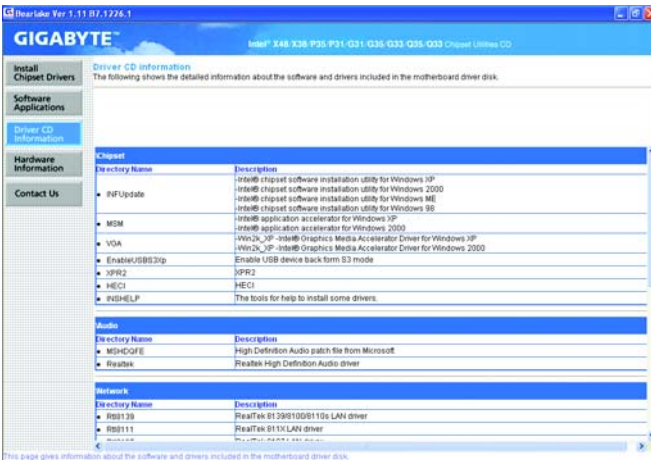 Bearlake Ver 1.11 B7.1226.1
GIGABYTE™
Intel® X48/X38/P35/P31/G31/G35/G33/Q35/Q33 Chipset Utilities CD
Install
Chipset Drivers
Software
Applications
Driver CD
Information
Hardware
Information
Contact Us
Driver CD information
The following shows the detailed information about the software and drivers included in the motherboard driver disk.
\Chipset
Directory Name Description
INFUpdate
-Intel® chipset software installation utility for Windows XP
-Intel® chipset software installation utility for Windows 2000
-Intel® chipset software installation utility for Windows ME
-Intel® chipset software installation utility for Windows 98
MSM
-Intel® application accelerator for Windows XP
-Intel® application accelerator for Windows 2000
VGA
-Win2k_XP -Intel® Graphics Media Accelerator Driver for Windows XP
-Win2k_XP -Intel® Graphics Media Accelerator Driver for Windows 2000
EnableUSBS3Xp Enable USB device back form S3 mode
XPR2 XPR2
HECI HECI
INSHELP The tools for help to install some drivers.
\Audio
Directory Name Description
MSHDQFE High Definition Audio patch file from Microsoft
Realtek Realtek High Definition Audio driver
\Network
Directory Name Description
Rtl8139 RealTek 8139/8100/8110s LAN driver
Rtl8111 RealTek 811X LAN driver
This page gives information about the software and drivers included in the motherboard driver disk.